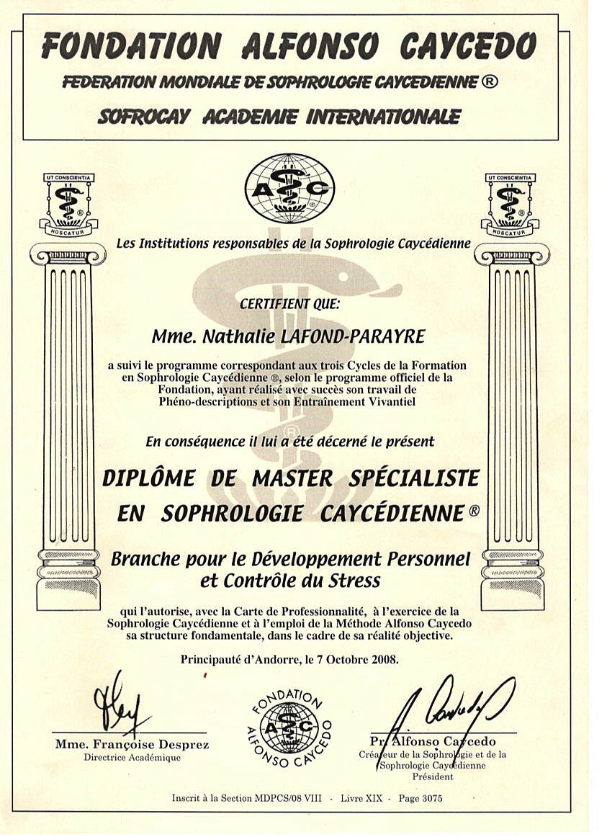 FONDATION ALFONSO CAYCEDO
FEDERATION MONDIALE DE SOPHROLOGIE CAYCEDIENNE ®
SOFROCAY ACADEMIE INTERNATIONALE
UT CONSCIENTIA
®
NOSCATUR
A C
®
UT CONSCIENTIA
®
NOSCATUR
Les Institutions responsables de la Sophrologie Caycédienne
CERTIFIENT QUE:
Mme. Nathalie LAFOND-PARAYRE
a suivi le programme correspondant aux trois Cycles de la Formation
en Sophrologie Caycédienne ®, selon le programme officiel de la
Fondation, ayant réalisé avec succès son travail de
Phéno-descriptions et son Entraînement Vivantiel
®
En conséquence il lui a été décerné le présent
DIPLÔME DE MASTER SPÉCIALISTE
EN SOPHROLOGIE CAYCÉDIENNE ®
Branche pour le Développement Personnel
et Contrôle du Stress
qui l'autorise, avec la Carte de Professionnalité, à l'exercice de la
Sophrologie Caycédienne et à l'emploi de la Méthode Alfonso Caycedo
sa structure fondamentale, dans le cadre de sa réalité objective.
Principauté d'Andorre, le 7 Octobre 2008.
FONDATION
A C
ALFONSO CAYCEDO
Mme. Françoise Desprez
Directrice Académique
Pr. Alfonso Caycedo
Créateur de la Sophrologie et de la
Sophrologie Caycédienne
Président
Inscrit à la Section MDPCS/08 VIII - Livre XIX - Page 3075